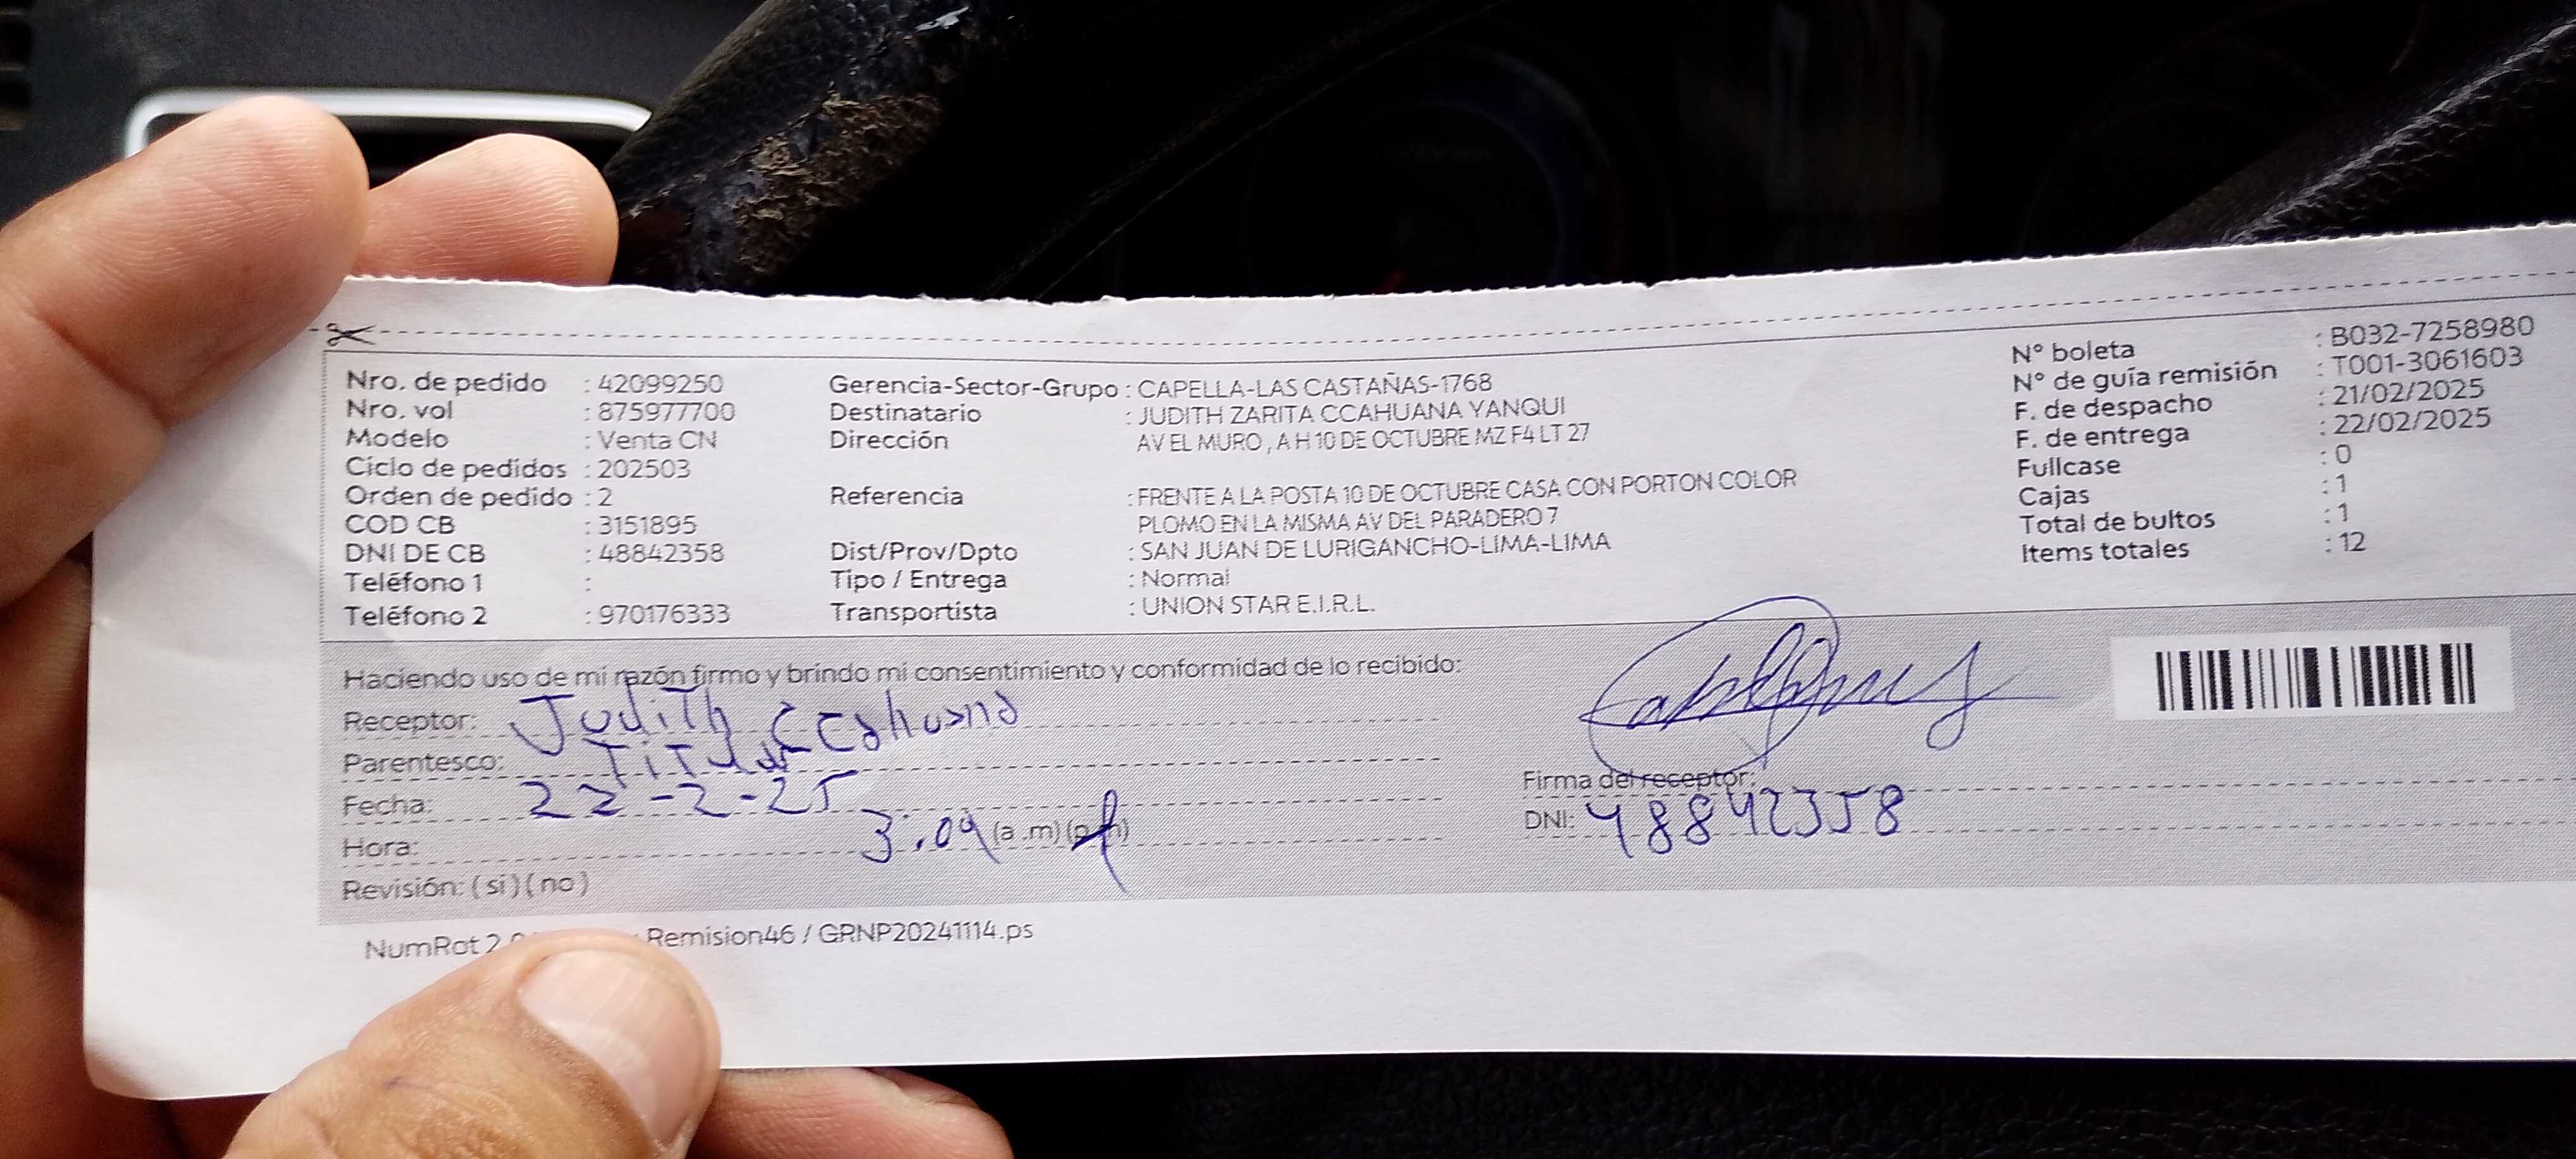 Nro. de pedido : 42099250
Nro. vol : 875977700
Modelo : Venta CN
Ciclo de pedidos : 202503
Orden de pedido : 2
COD CB : 3151895
DNI DE CB : 48842358
Teléfono 1 :
Teléfono 2 : 970176333
Gerencia-Sector-Grupo : CAPELLA-LAS CASTAÑAS-1768
Destinatario : JUDITH ZARITA CCAHUANA YANQUI
Dirección AV EL MURO , A H 10 DE OCTUBRE MZ F4 LT 27
Referencia : FRENTE A LA POSTA 10 DE OCTUBRE CASA CON PORTON COLOR
PLOMO EN LA MISMA AV DEL PARADERO 7
Dist/Prov/Dpto : SAN JUAN DE LURIGANCHO-LIMA-LIMA
Tipo / Entrega : Normal
Transportista : UNION STAR E.I.R.L.
N° boleta : B032-7258980
N° de guía remisión : T001-3061603
F. de despacho : 21/02/2025
F. de entrega : 22/02/2025
Fullcase : 0
Cajas : 1
Total de bultos : 1
Items totales : 12
Haciendo uso de mi razón firmo y brindo mi consentimiento y conformidad de lo recibido:
Receptor: Judith Ccahuana
Parentesco: Titular
Fecha: 22-2-25
Hora: 3:09 (a .m) (p.m)
Revisión: ( si ) ( no )
Firma del receptor:
DNI: 48842358
NumRot Remision46 / GRNP20241114.ps